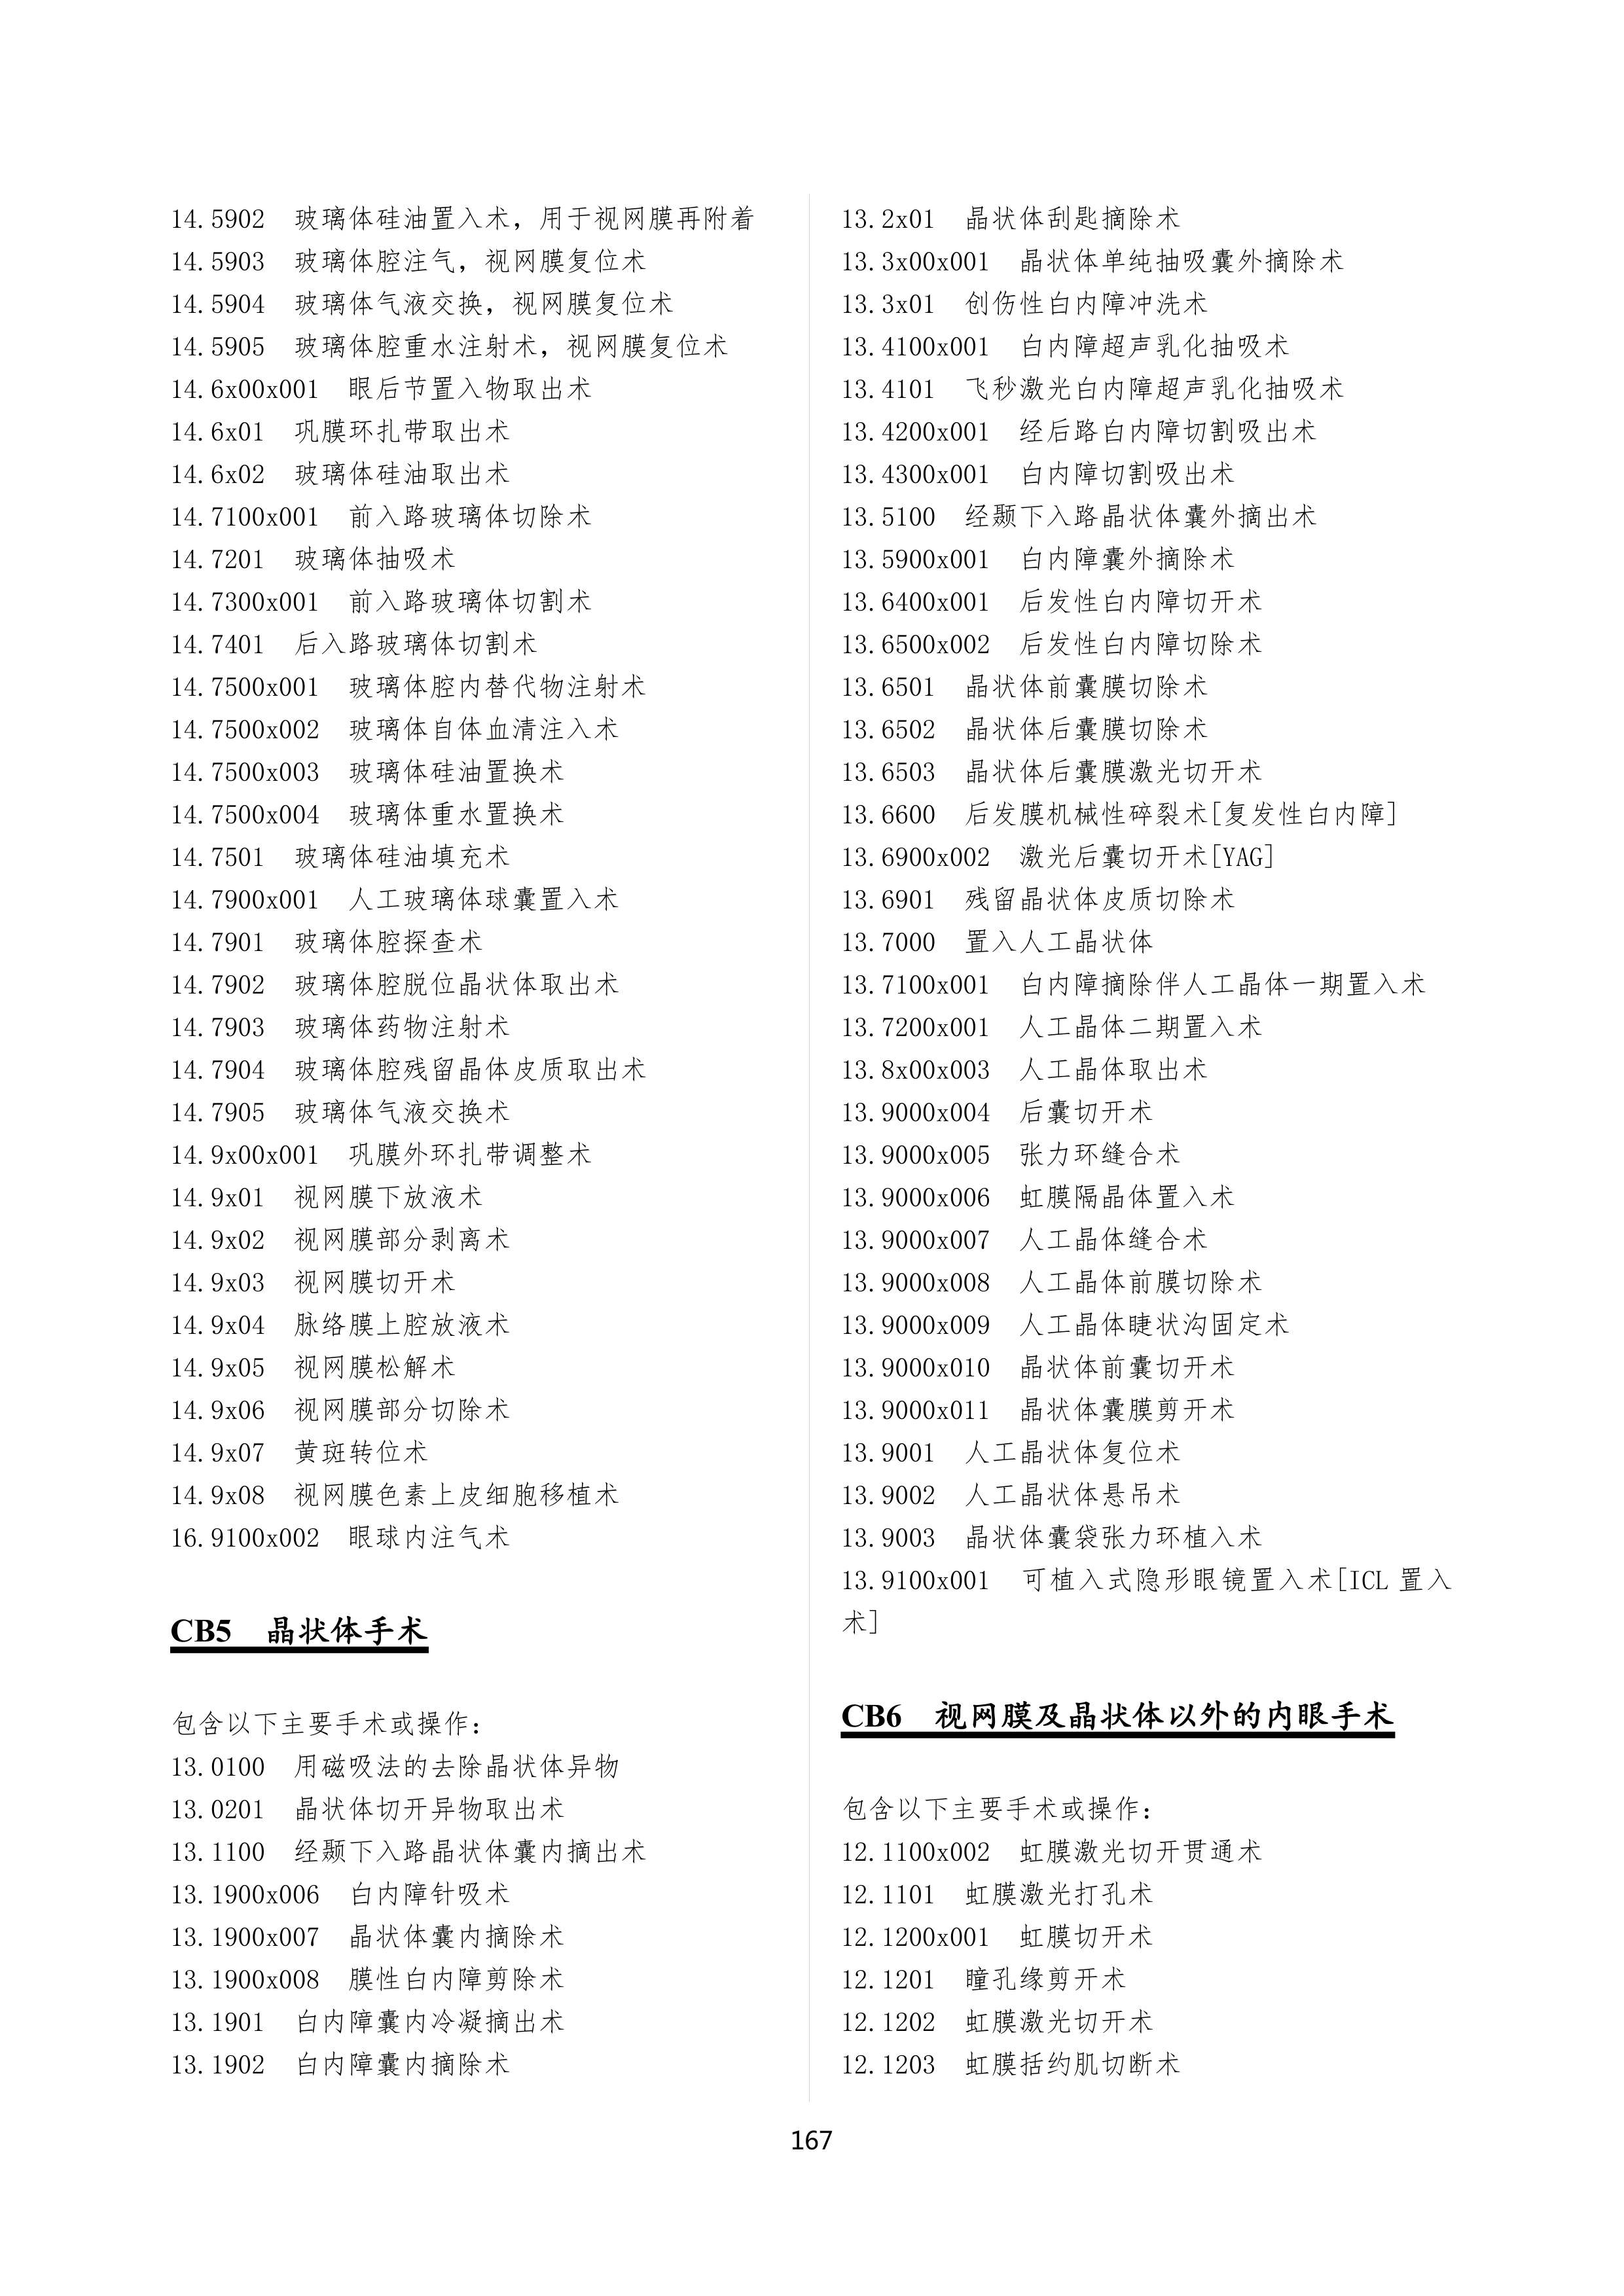 14.5902 玻璃体硅油置入术，用于视网膜再附着
14.5903 玻璃体腔注气，视网膜复位术
14.5904 玻璃体气液交换，视网膜复位术
14.5905 玻璃体腔重水注射术，视网膜复位术
14.6x00x001 眼后节置入物取出术
14.6x01 巩膜环扎带取出术
14.6x02 玻璃体硅油取出术
14.7100x001 前入路玻璃体切除术
14.7201 玻璃体抽吸术
14.7300x001 前入路玻璃体切割术
14.7401 后入路玻璃体切割术
14.7500x001 玻璃体腔内替代物注射术
14.7500x002 玻璃体自体血清注入术
14.7500x003 玻璃体硅油置换术
14.7500x004 玻璃体重水置换术
14.7501 玻璃体硅油填充术
14.7900x001 人工玻璃体球囊置入术
14.7901 玻璃体腔探查术
14.7902 玻璃体腔脱位晶状体取出术
14.7903 玻璃体药物注射术
14.7904 玻璃体腔残留晶体皮质取出术
14.7905 玻璃体气液交换术
14.9x00x001 巩膜外环扎带调整术
14.9x01 视网膜下放液术
14.9x02 视网膜部分剥离术
14.9x03 视网膜切开术
14.9x04 脉络膜上腔放液术
14.9x05 视网膜松解术
14.9x06 视网膜部分切除术
14.9x07 黄斑转位术
14.9x08 视网膜色素上皮细胞移植术
16.9100x002 眼球内注气术
CB5 晶状体手术
包含以下主要手术或操作：
13.0100 用磁吸法的去除晶状体异物
13.0201 晶状体切开异物取出术
13.1100 经颞下入路晶状体囊内摘出术
13.1900x006 白内障针吸术
13.1900x007 晶状体囊内摘除术
13.1900x008 膜性白内障剪除术
13.1901 白内障囊内冷凝摘出术
13.1902 白内障囊内摘除术
13.2x01 晶状体刮匙摘除术
13.3x00x001 晶状体单纯抽吸囊外摘除术
13.3x01 创伤性白内障冲洗术
13.4100x001 白内障超声乳化抽吸术
13.4101 飞秒激光白内障超声乳化抽吸术
13.4200x001 经后路白内障切割吸出术
13.4300x001 白内障切割吸出术
13.5100 经颞下入路晶状体囊外摘出术
13.5900x001 白内障囊外摘除术
13.6400x001 后发性白内障切开术
13.6500x002 后发性白内障切除术
13.6501 晶状体前囊膜切除术
13.6502 晶状体后囊膜切除术
13.6503 晶状体后囊膜激光切开术
13.6600 后发膜机械性碎裂术[复发性白内障]
13.6900x002 激光后囊切开术[YAG]
13.6901 残留晶状体皮质切除术
13.7000 置入人工晶状体
13.7100x001 白内障摘除伴人工晶体一期置入术
13.7200x001 人工晶体二期置入术
13.8x00x003 人工晶体取出术
13.9000x004 后囊切开术
13.9000x005 张力环缝合术
13.9000x006 虹膜隔晶体置入术
13.9000x007 人工晶体缝合术
13.9000x008 人工晶体前膜切除术
13.9000x009 人工晶体睫状沟固定术
13.9000x010 晶状体前囊切开术
13.9000x011 晶状体囊膜剪开术
13.9001 人工晶状体复位术
13.9002 人工晶状体悬吊术
13.9003 晶状体囊袋张力环植入术
13.9100x001 可植入式隐形眼镜置入术[ICL 置入
术]
CB6 视网膜及晶状体以外的内眼手术
包含以下主要手术或操作：
12.1100x002 虹膜激光切开贯通术
12.1101 虹膜激光打孔术
12.1200x001 虹膜切开术
12.1201 瞳孔缘剪开术
12.1202 虹膜激光切开术
12.1203 虹膜括约肌切断术
167